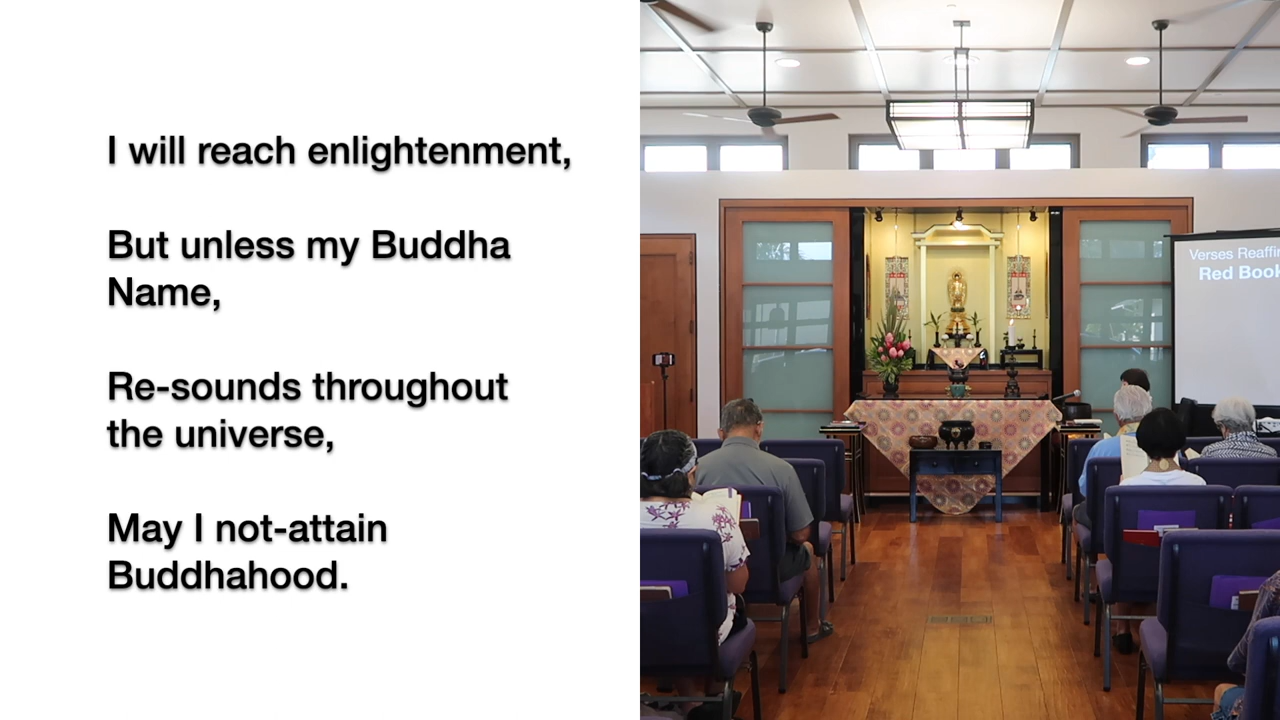 I will reach enlightenment,
But unless my Buddha
Name,
Re-sounds throughout
the universe,
May I not-attain
Buddhahood.
Verses
Red Book